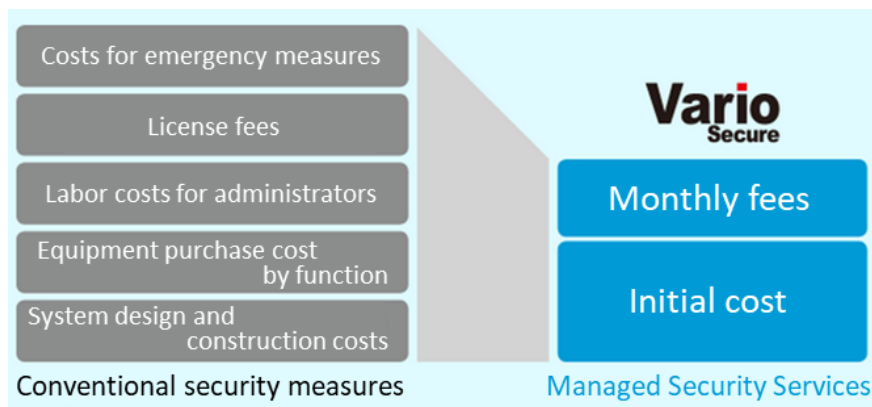 Costs for emergency measures
License fees
Labor costs for administrators
Equipment purchase cost
by function
System design and
construction costs
Conventional security measures
Vario
Secure
Monthly fees
Initial cost
Managed Security Services